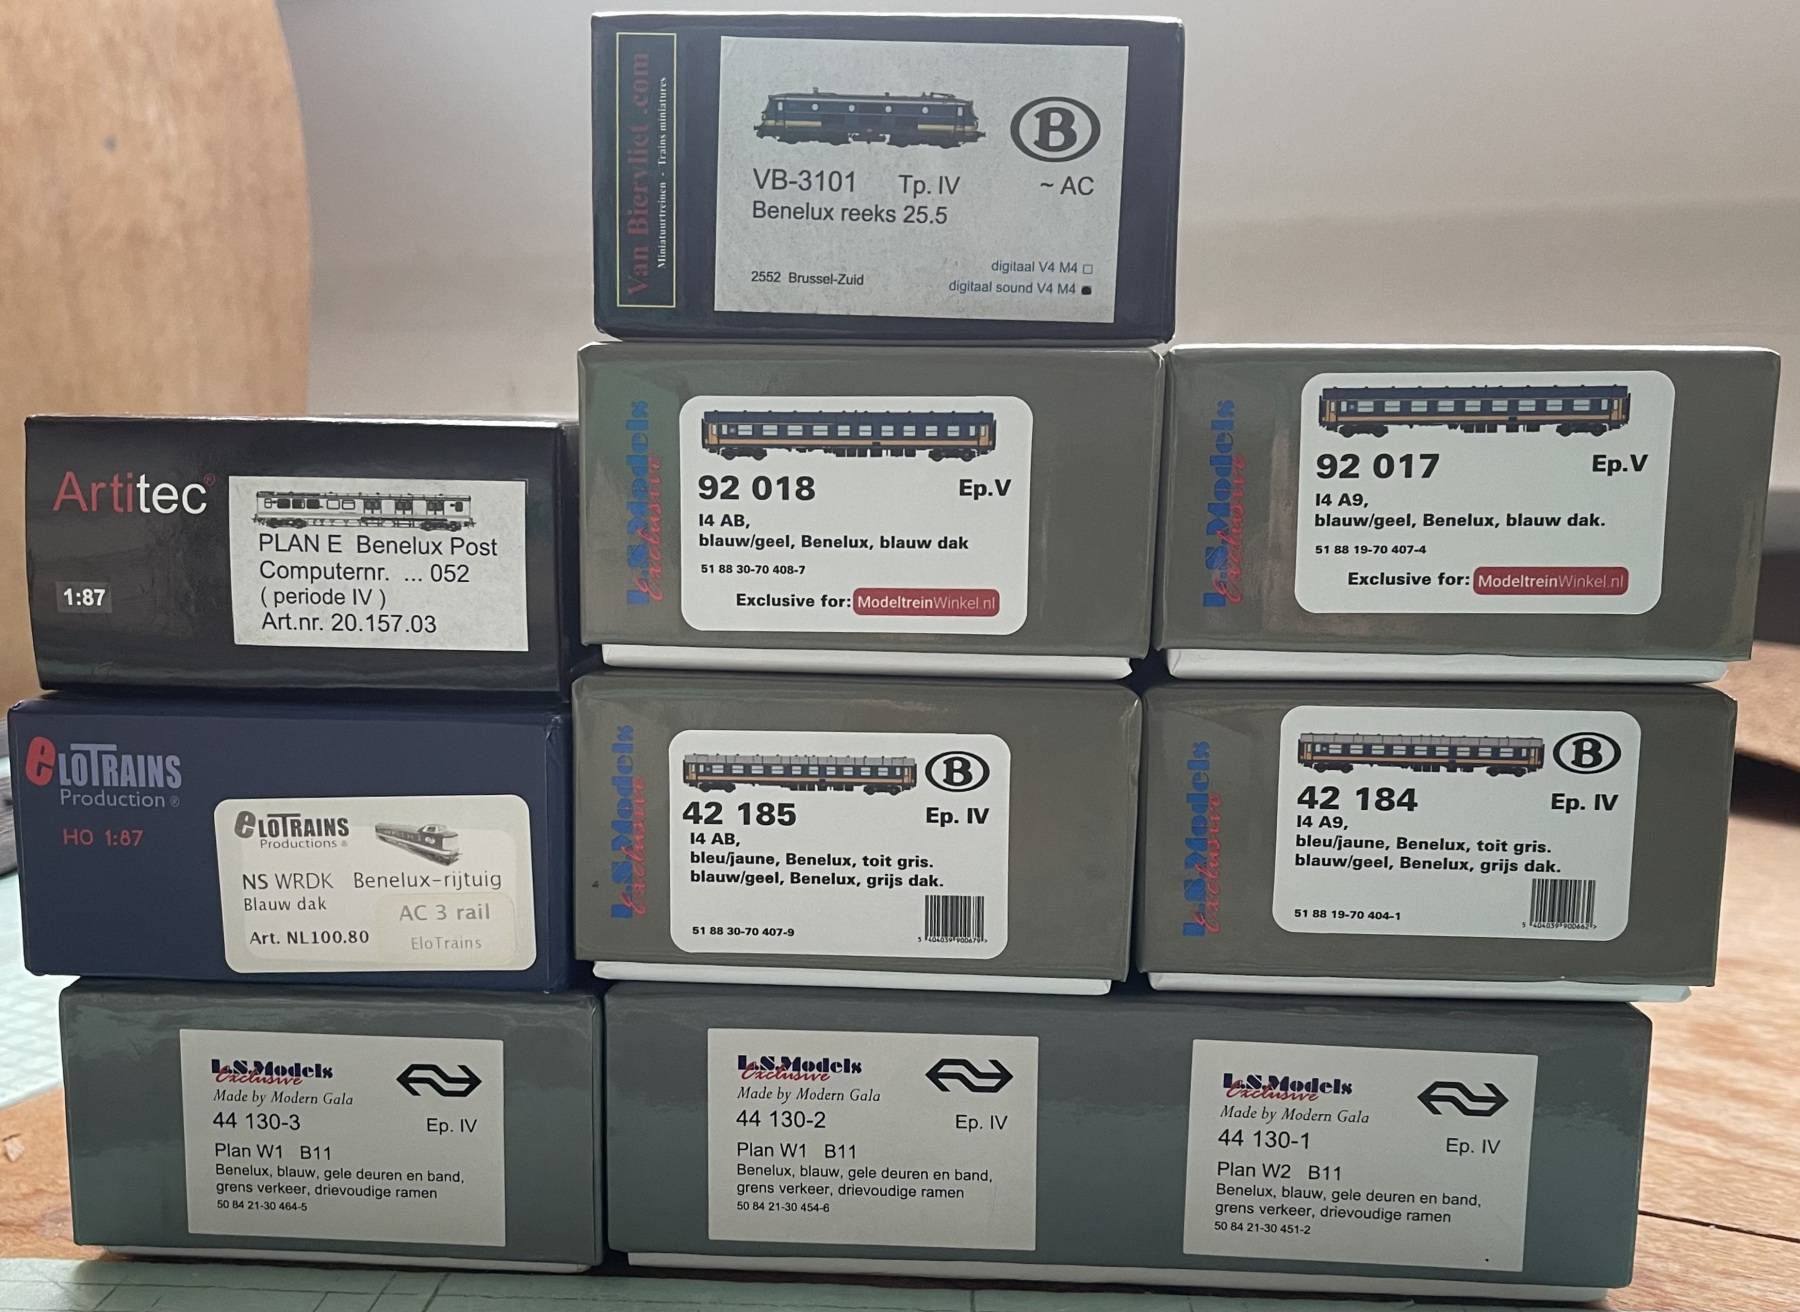 Van Biervliet .com
Miniatuurtreinen - Trains miniatures
B
VB-3101 Tp. IV ~ AC
Benelux reeks 25.5
digitaal V4 M4
2552 Brussel-Zuid
digitaal sound V4 M4
Artitec®
1:87
PLAN E Benelux Post
Computernr. ... 052
( periode IV )
Art.nr. 20.157.03
L.S.Models
Exclusive
92 018 Ep.V
I4 AB,
blauw/geel, Benelux, blauw dak
51 88 30-70 408-7
Exclusive for: ModeltreinWinkel.nl
L.S.Models
Exclusive
92 017 Ep.V
I4 A9,
blauw/geel, Benelux, blauw dak.
51 88 19-70 407-4
Exclusive for: ModeltreinWinkel.nl
eLOTRAINS
Production ®
HO 1:87
eLOTRAINS
Productions ®
NS WRDK Benelux-rijtuig
Blauw dak
AC 3 rail
Art. NL100.80
EloTrains
L.S.Models
Exclusive
B
42 185 Ep. IV
I4 AB,
bleu/jaune, Benelux, toit gris.
blauw/geel, Benelux, grijs dak.
51 88 30-70 407-9
5 404039 900679 >
L.S.Models
Exclusive
B
42 184 Ep. IV
I4 A9,
bleu/jaune, Benelux, toit gris.
blauw/geel, Benelux, grijs dak.
51 88 19-70 404-1
5 404039 900662 >
L.S.Models
Exclusive
Made by Modern Gala
44 130-3 Ep. IV
Plan W1 B11
Benelux, blauw, gele deuren en band,
grens verkeer, drievoudige ramen
50 84 21-30 464-5
L.S.Models
Exclusive
Made by Modern Gala
44 130-2 Ep. IV
Plan W1 B11
Benelux, blauw, gele deuren en band,
grens verkeer, drievoudige ramen
50 84 21-30 454-6
L.S.Models
Exclusive
Made by Modern Gala
44 130-1 Ep. IV
Plan W2 B11
Benelux, blauw, gele deuren en band,
grens verkeer, drievoudige ramen
50 84 21-30 451-2